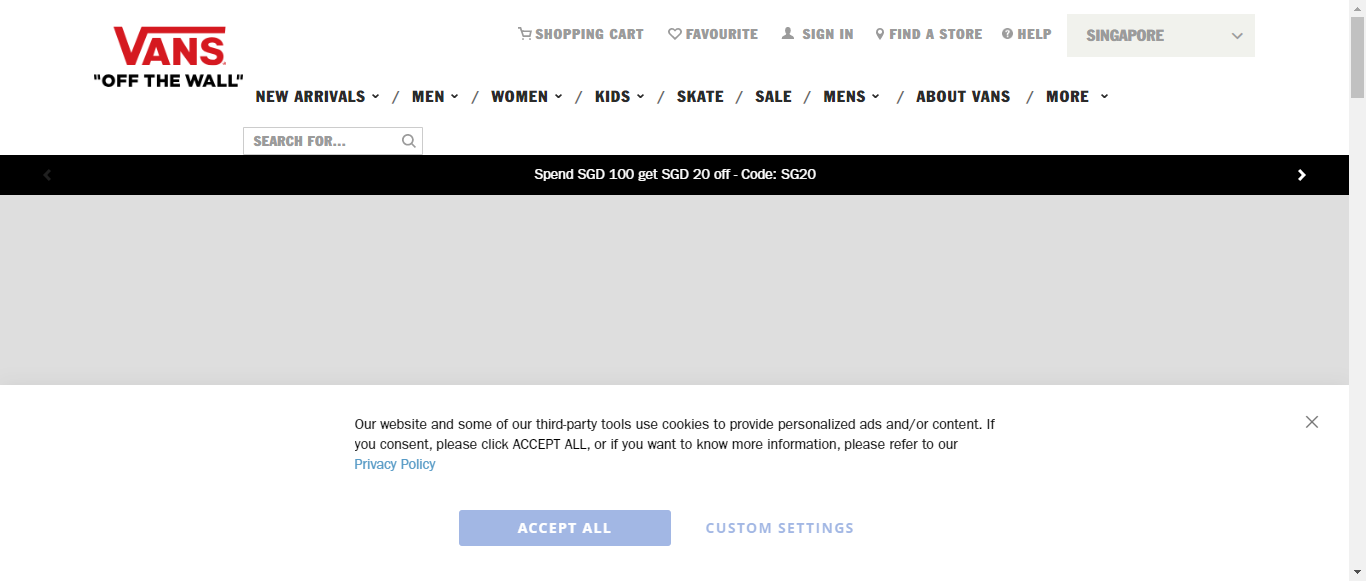 SHOPPING CART FAVOURITE SIGN IN FIND A STORE HELP SINGAPORE
VANS
"OFF THE WALL"
NEW ARRIVALS / MEN / WOMEN / KIDS / SKATE / SALE / MENS / ABOUT VANS / MORE
SEARCH FOR...
Spend SGD 100 get SGD 20 off - Code: SG20
Our website and some of our third-party tools use cookies to provide personalized ads and/or content. If
you consent, please click ACCEPT ALL, or if you want to know more information, please refer to our
Privacy Policy
ACCEPT ALL CUSTOM SETTINGS